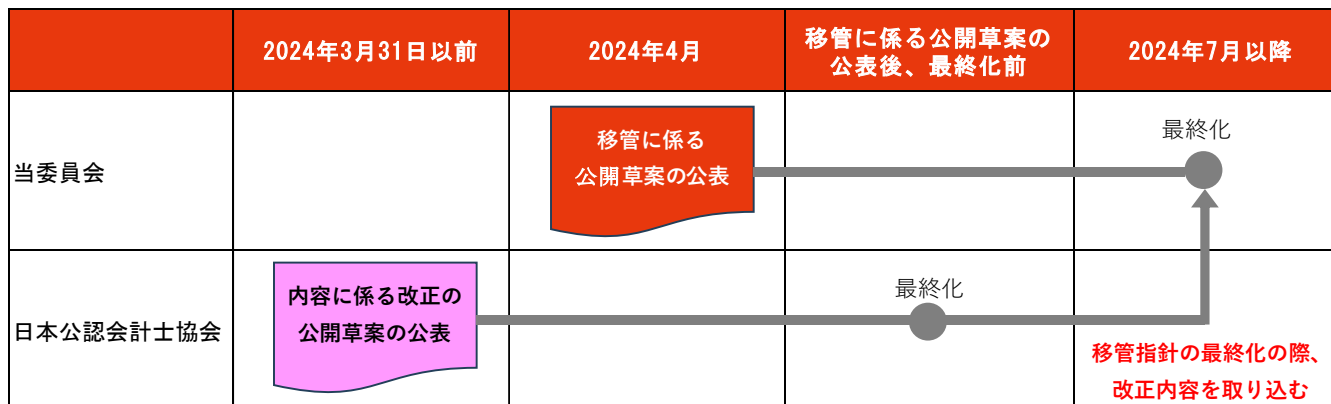 2024年3月31日以前
2024年4月
移管に係る公開草案の
公表後、最終化前
2024年7月以降
当委員会
移管に係る
公開草案の公表
最終化
日本公認会計士協会
内容に係る改正の
公開草案の公表
最終化
移管指針の最終化の際、
改正内容を取り込む